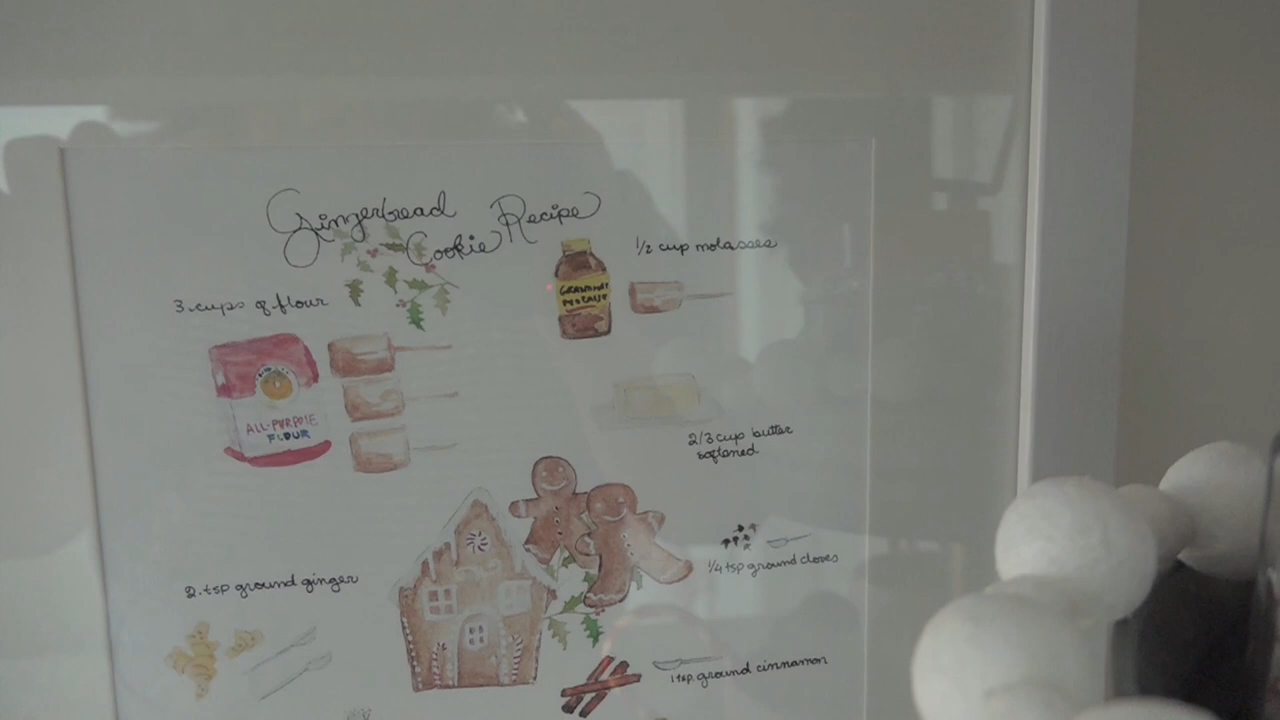 Gingerbread Recipe
Cookie
1/2 cup molasses
3 cups of flour
ALL-PURPOSE
FLOUR
2/3 cup butter
softened
1/4 tsp ground cloves
2 tsp ground ginger
1 tsp. ground cinnamon